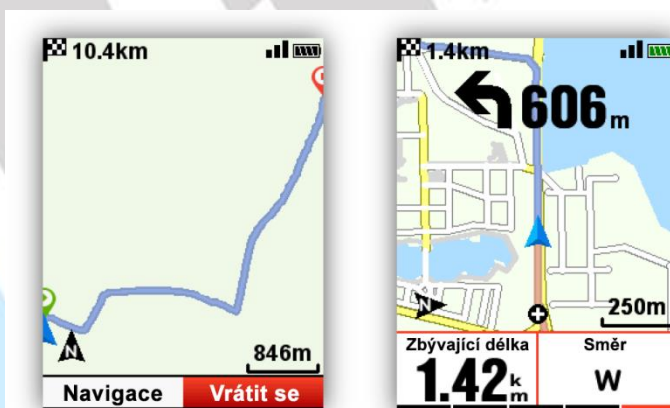 10.4km
846m
N
Navigace Vrátit se
1.4km
606m
250m
N
Zbývající délka Směr
1.42km W